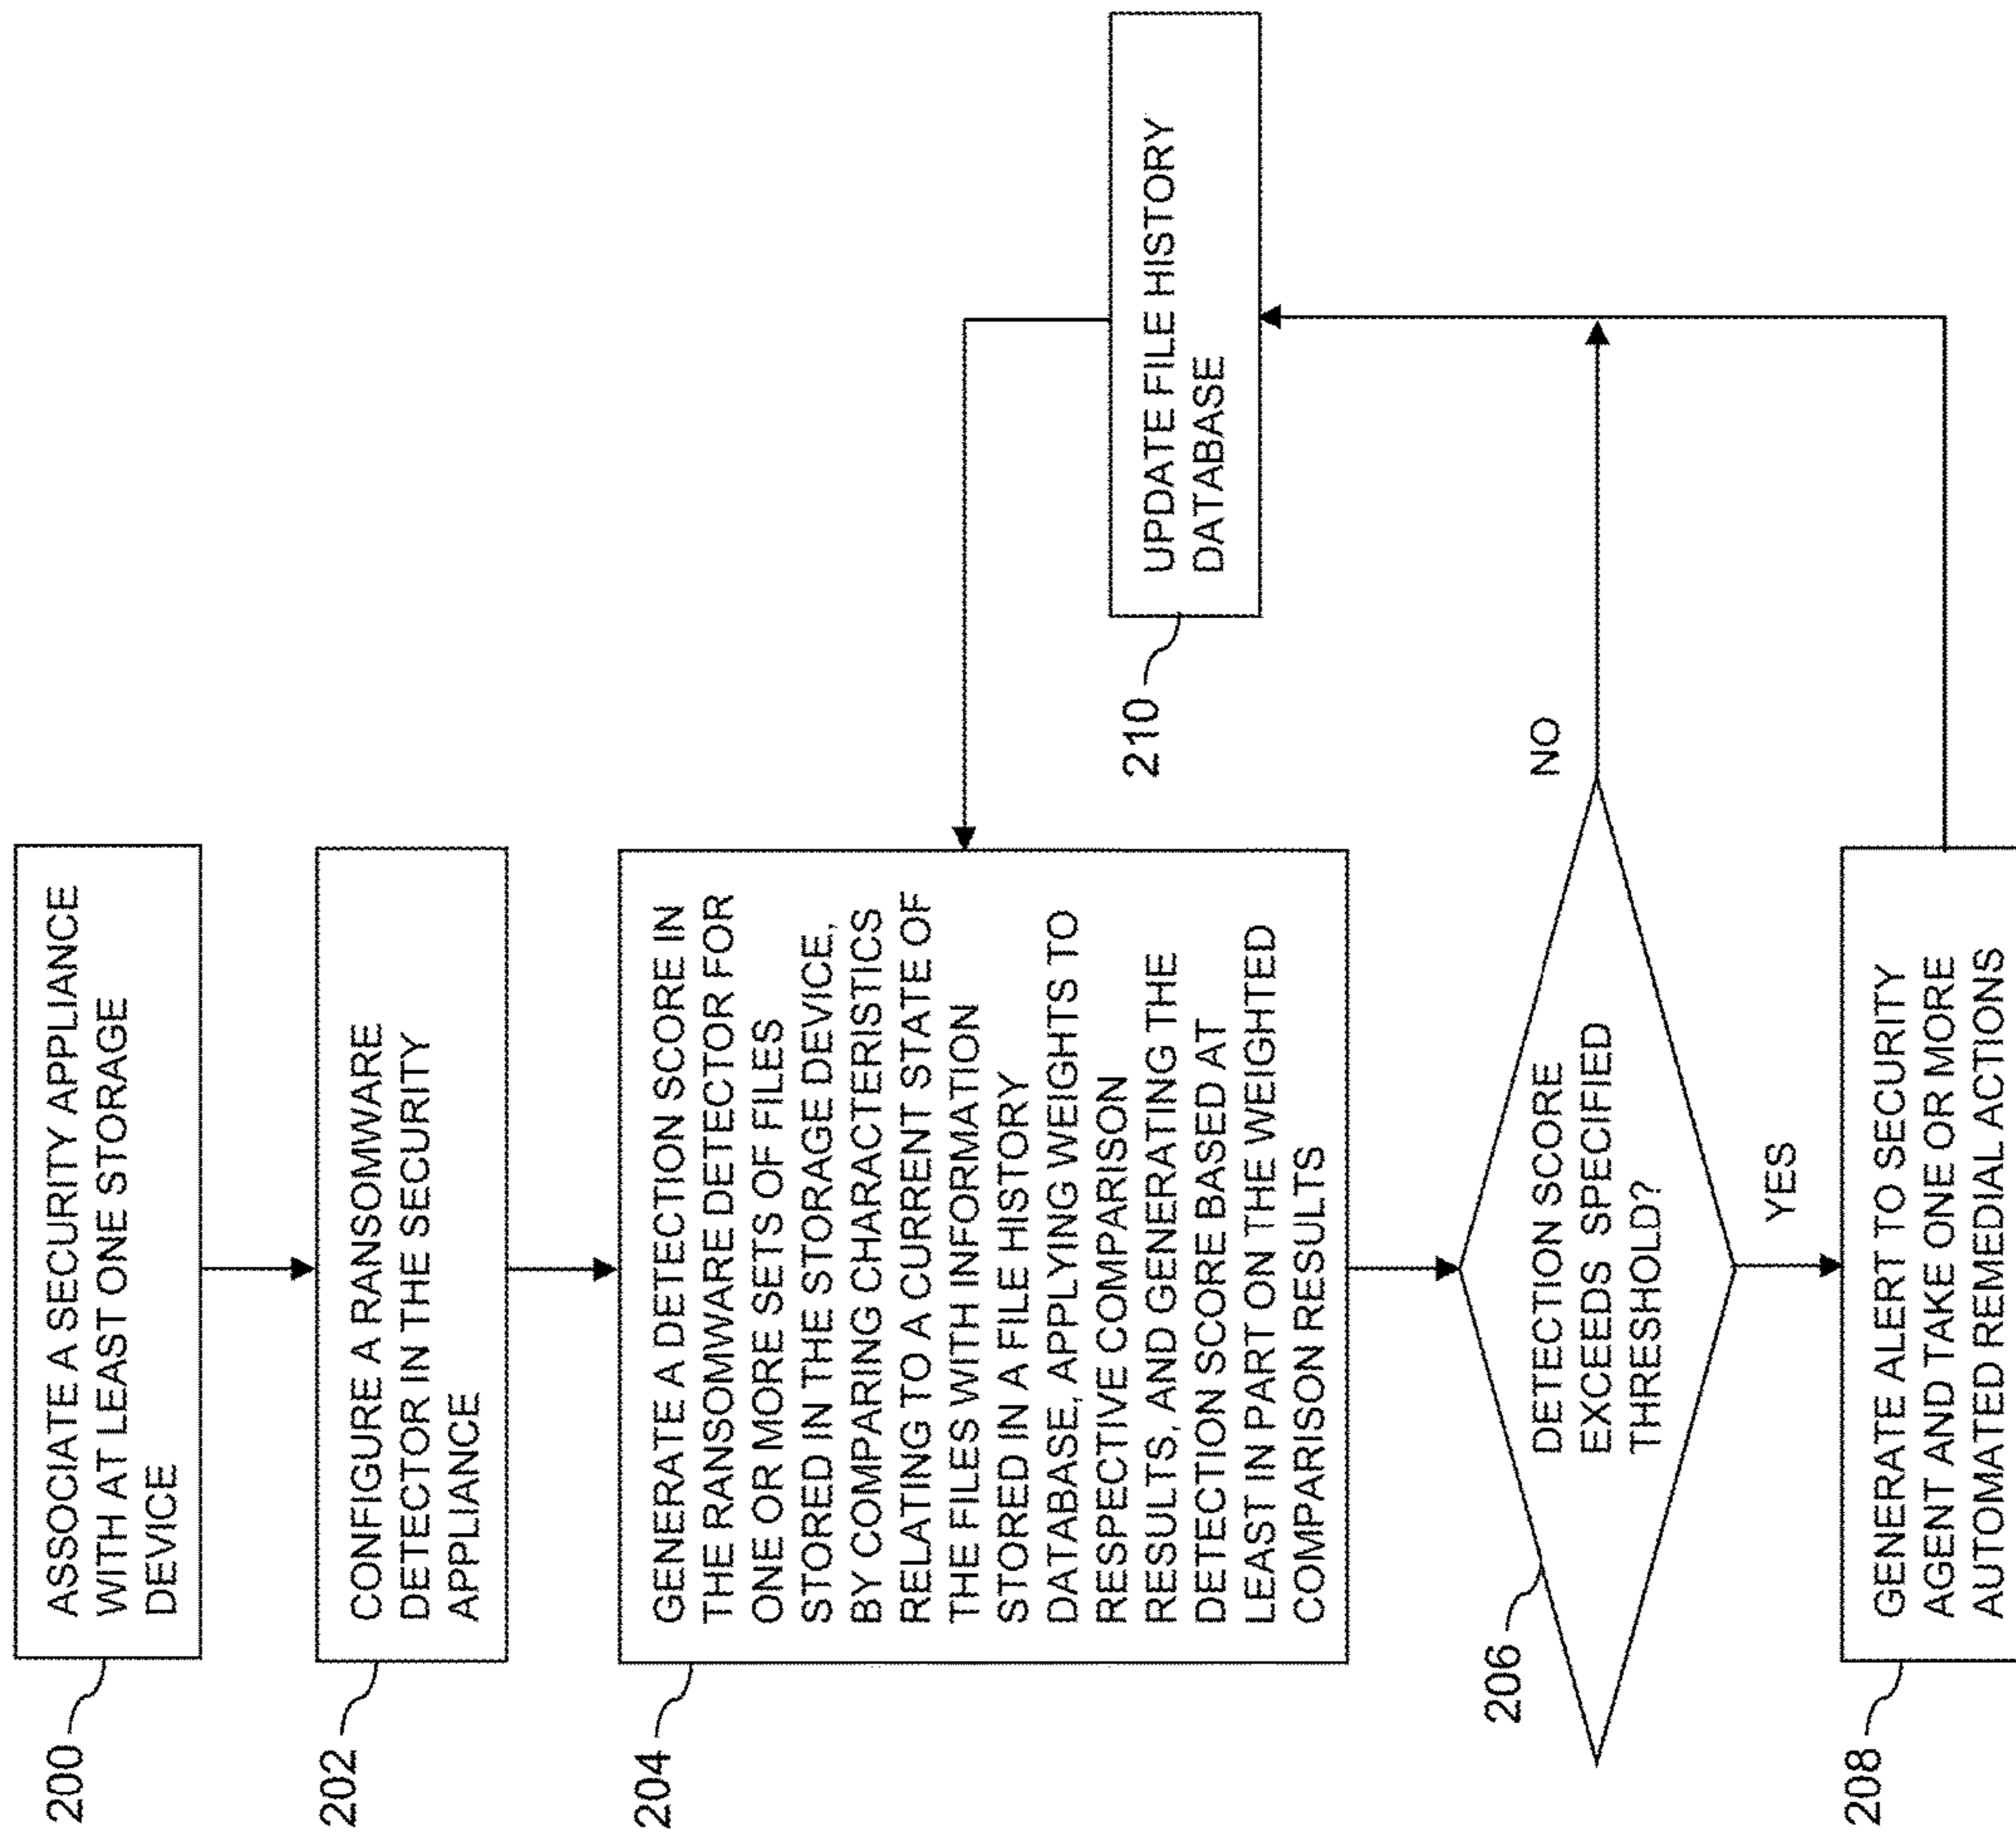 200
ASSOCIATE A SECURITY APPLIANCE
WITH AT LEAST ONE STORAGE
DEVICE
202
CONFIGURE A RANSOMWARE
DETECTOR IN THE SECURITY
APPLIANCE
204
GENERATE A DETECTION SCORE IN
THE RANSOMWARE DETECTOR FOR
ONE OR MORE SETS OF FILES
STORED IN THE STORAGE DEVICE,
BY COMPARING CHARACTERISTICS
RELATING TO A CURRENT STATE OF
THE FILES WITH INFORMATION
STORED IN A FILE HISTORY
DATABASE, APPLYING WEIGHTS TO
RESPECTIVE COMPARISON
RESULTS, AND GENERATING THE
DETECTION SCORE BASED AT
LEAST IN PART ON THE WEIGHTED
COMPARISON RESULTS
210
UPDATE FILE HISTORY
DATABASE
206
DETECTION SCORE
EXCEEDS SPECIFIED
THRESHOLD?
NO
YES
208
GENERATE ALERT TO SECURITY
AGENT AND TAKE ONE OR MORE
AUTOMATED REMEDIAL ACTIONS